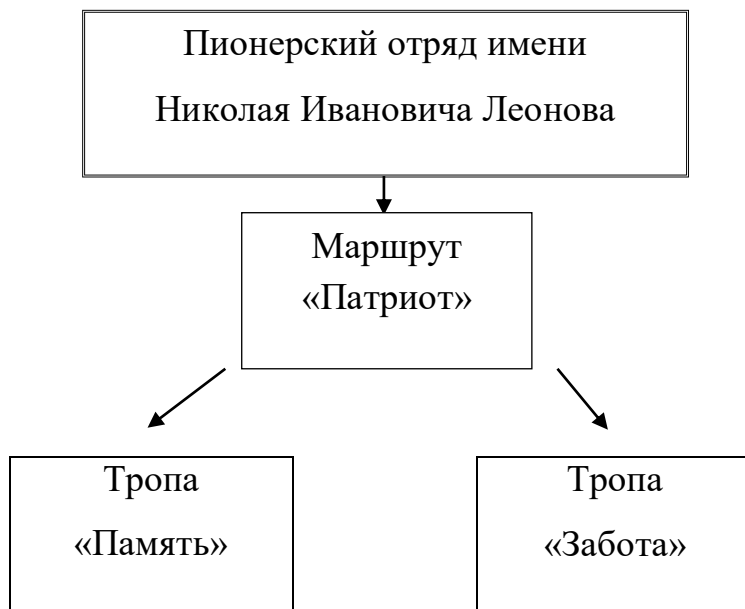 Пионерский отряд имени
Николая Ивановича Леонова
Маршрут
«Патриот»
Тропа
«Память»
Тропа
«Забота»